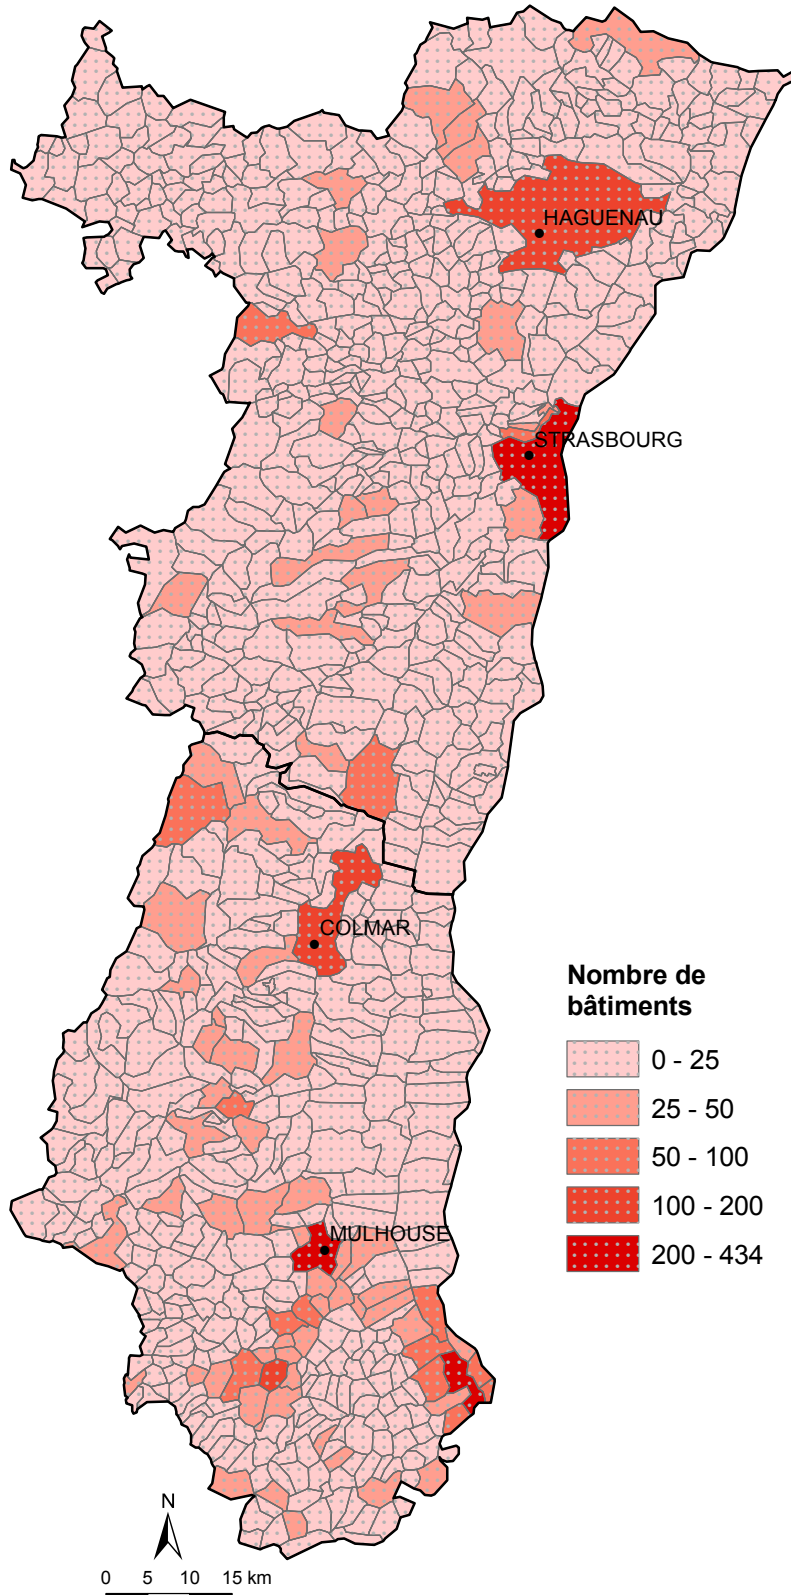 HAGUENAU
STRASBOURG
COLMAR
Nombre de
bâtiments
0 - 25
25 - 50
50 - 100
100 - 200
200 - 434
MULHOUSE
N
0 5 10 15 km